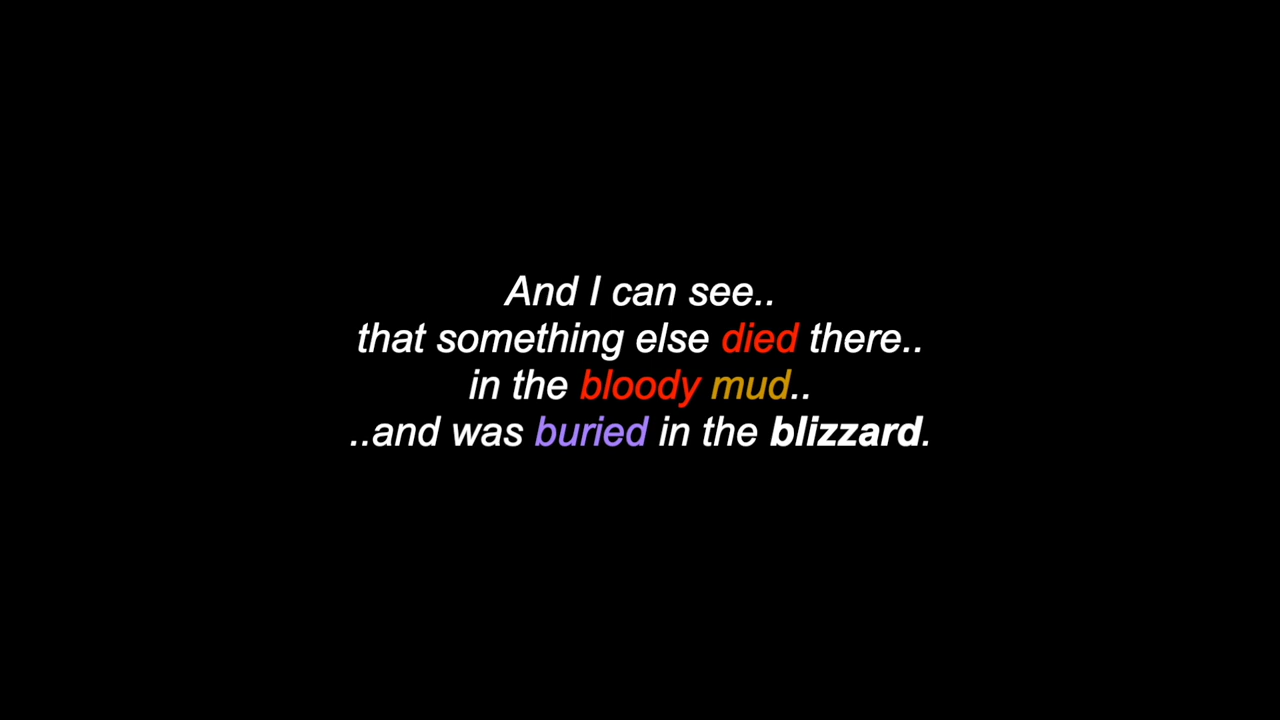 And I can see..
that something else died there..
in the bloody mud..
..and was buried in the blizzard.